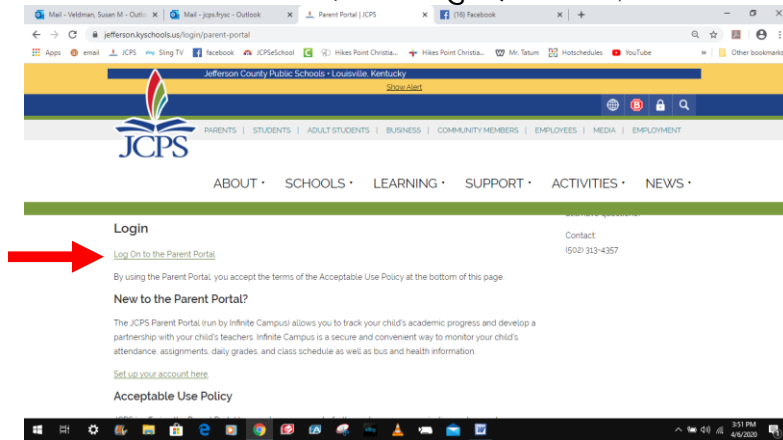 Mail - Veldman, Susan M - Outlo
Mail - jcps.frysc - Outlook
Parent Portal | JCPS
(16) Facebook
jefferson.kyschools.us/login/parent-portal
Apps
email
JCPS
Sling TV
facebook
JCPSeSchool
Hikes Point Christia...
Hikes Point Christia...
Mr. Tatum
Hotschedules
YouTube
Other bookmarks
Jefferson County Public Schools • Louisville, Kentucky
Show Alert
JCPS
PARENTS | STUDENTS | ADULT STUDENTS | BUSINESS | COMMUNITY MEMBERS | EMPLOYEES | MEDIA | EMPLOYMENT
ABOUT • SCHOOLS • LEARNING • SUPPORT • ACTIVITIES • NEWS •
Login
Log On to the Parent Portal
By using the Parent Portal, you accept the terms of the Acceptable Use Policy at the bottom of this page.
New to the Parent Portal?
The JCPS Parent Portal (run by Infinite Campus) allows you to track your child's academic progress and develop a
partnership with your child's teachers. Infinite Campus is a secure and convenient way to monitor your child's
attendance, assignments, daily grades, and class schedule as well as bus and health information.
Set up your account here.
Acceptable Use Policy
Contact:
(502) 313-4357
3:51 PM
4/6/2020